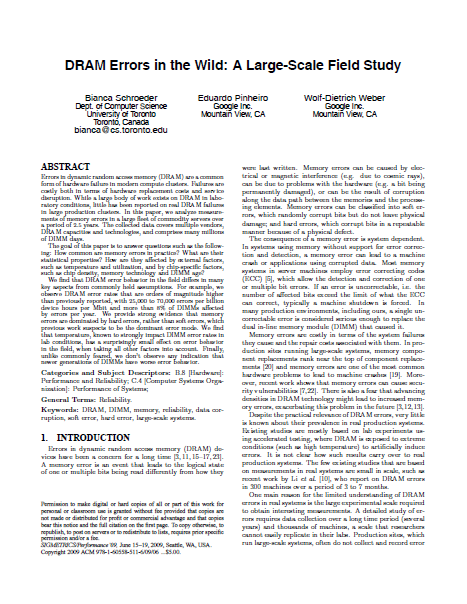 DRAM Errors in the Wild: A Large-Scale Field Study
Bianca Schroeder
Dept. of Computer Science
University of Toronto
Toronto, Canada
bianca@cs.toronto.edu
Eduardo Pinheiro
Google Inc.
Mountain View, CA
Wolf-Dietrich Weber
Google Inc.
Mountain View, CA
ABSTRACT
Errors in dynamic random access memory (DRAM) are a common
form of hardware failure in modern compute clusters. Failures are
costly both in terms of hardware replacement costs and service
disruption. While a large body of work exists on DRAM in labo-
ratory conditions, little has been reported on real DRAM failures
in large production clusters. In this paper, we analyze measure-
ments of memory errors in a large fleet of commodity servers over
a period of 2.5 years. The collected data covers multiple vendors,
DRAM capacities and technologies, and comprises many millions
of DIMM days.
The goal of this paper is to answer questions such as the follow-
ing: How common are memory errors in practice? What are their
statistical properties? How are they affected by external factors,
such as temperature and utilization, and by chip-specific factors,
such as chip density, memory technology and DIMM age?
We find that DRAM error behavior in the field differs in many
key aspects from commonly held assumptions. For example, we
observe DRAM error rates that are orders of magnitude higher
than previously reported, with 25,000 to 70,000 errors per billion
device hours per Mbit and more than 8% of DIMMs affected
by errors per year. We provide strong evidence that memory
errors are dominated by hard errors, rather than soft errors, which
previous work suspects to be the dominant error mode. We find
that temperature, known to strongly impact DIMM error rates in
lab conditions, has a surprisingly small effect on error behavior
in the field, when taking all other factors into account. Finally,
unlike commonly feared, we don't observe any indication that
newer generations of DIMMs have worse error behavior.
Categories and Subject Descriptors: B.8 [Hardware]:
Performance and Reliability; C.4 [Computer Systems Orga-
nization]: Performance of Systems;
General Terms: Reliability.
Keywords: DRAM, DIMM, memory, reliability, data cor-
ruption, soft error, hard error, large-scale systems.
1. INTRODUCTION
Errors in dynamic random access memory (DRAM) de-
vices have been a concern for a long time [3, 11, 15–17, 23].
A memory error is an event that leads to the logical state
of one or multiple bits being read differently from how they
Permission to make digital or hard copies of all or part of this work for
personal or classroom use is granted without fee provided that copies are
not made or distributed for profit or commercial advantage and that copies
bear this notice and the full citation on the first page. To copy otherwise, to
republish, to post on servers or to redistribute to lists, requires prior specific
permission and/or a fee.
SIGMETRICS/Performance'09, June 15–19, 2009, Seattle, WA, USA.
Copyright 2009 ACM 978-1-60558-511-6/09/06 ...$5.00.
were last written. Memory errors can be caused by elec-
trical or magnetic interference (e.g. due to cosmic rays),
can be due to problems with the hardware (e.g. a bit being
permanently damaged), or can be the result of corruption
along the data path between the memories and the process-
ing elements. Memory errors can be classified into soft er-
rors, which randomly corrupt bits but do not leave physical
damage; and hard errors, which corrupt bits in a repeatable
manner because of a physical defect.
The consequence of a memory error is system dependent.
In systems using memory without support for error correc-
tion and detection, a memory error can lead to a machine
crash or applications using corrupted data. Most memory
systems in server machines employ error correcting codes
(ECC) [5], which allow the detection and correction of one
or multiple bit errors. If an error is uncorrectable, i.e. the
number of affected bits exceed the limit of what the ECC
can correct, typically a machine shutdown is forced. In
many production environments, including ours, a single un-
correctable error is considered serious enough to replace the
dual in-line memory module (DIMM) that caused it.
Memory errors are costly in terms of the system failures
they cause and the repair costs associated with them. In pro-
duction sites running large-scale systems, memory compo-
nent replacements rank near the top of component replace-
ments [20] and memory errors are one of the most common
hardware problems to lead to machine crashes [19]. More-
over, recent work shows that memory errors can cause secu-
rity vulnerabilities [7,22]. There is also a fear that advancing
densities in DRAM technology might lead to increased mem-
ory errors, exacerbating this problem in the future [3,12,13].
Despite the practical relevance of DRAM errors, very little
is known about their prevalence in real production systems.
Existing studies are mostly based on lab experiments us-
ing accelerated testing, where DRAM is exposed to extreme
conditions (such as high temperature) to artificially induce
errors. It is not clear how such results carry over to real
production systems. The few existing studies that are based
on measurements in real systems are small in scale, such as
recent work by Li et al. [10], who report on DRAM errors
in 300 machines over a period of 3 to 7 months.
One main reason for the limited understanding of DRAM
errors in real systems is the large experimental scale required
to obtain interesting measurements. A detailed study of er-
rors requires data collection over a long time period (several
years) and thousands of machines, a scale that researchers
cannot easily replicate in their labs. Production sites, which
run large-scale systems, often do not collect and record error